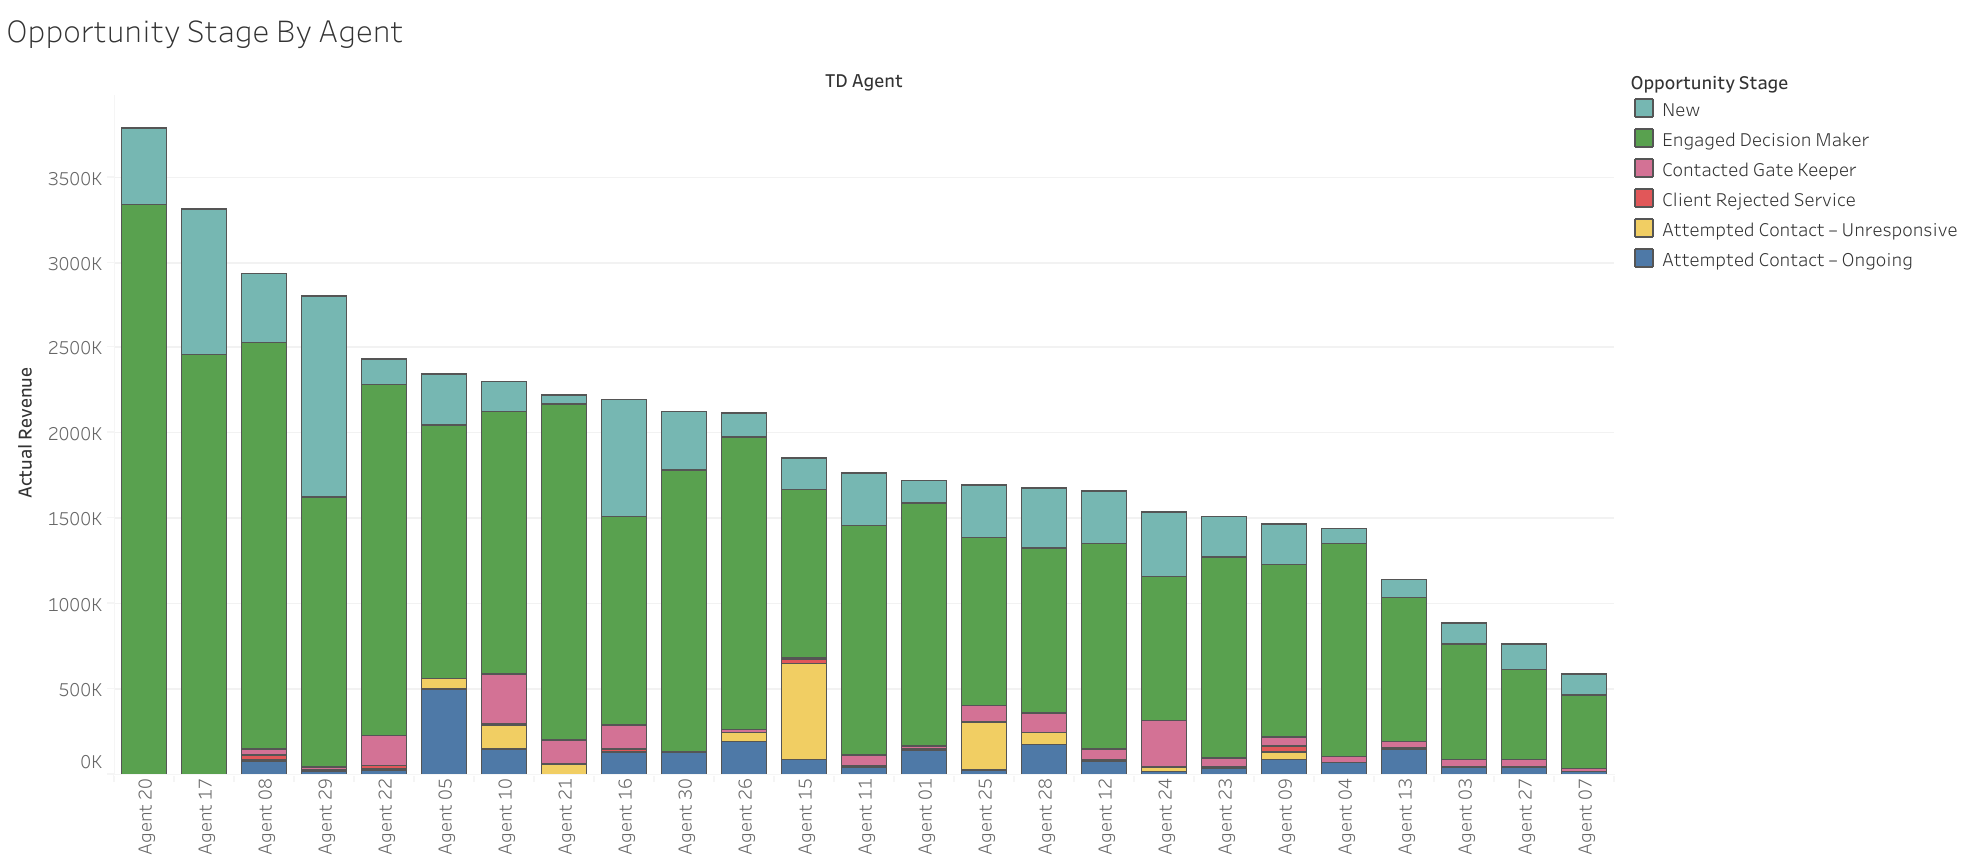 Opportunity Stage By Agent
TD Agent
Opportunity Stage
New
Engaged Decision Maker
Contacted Gate Keeper
Client Rejected Service
Attempted Contact – Unresponsive
Attempted Contact – Ongoing
Actual Revenue
3500K
3000K
2500K
2000K
1500K
1000K
500K
0K
Agent 20
Agent 17
Agent 08
Agent 29
Agent 22
Agent 05
Agent 10
Agent 21
Agent 16
Agent 30
Agent 26
Agent 15
Agent 11
Agent 01
Agent 25
Agent 28
Agent 12
Agent 24
Agent 23
Agent 09
Agent 04
Agent 13
Agent 03
Agent 27
Agent 07